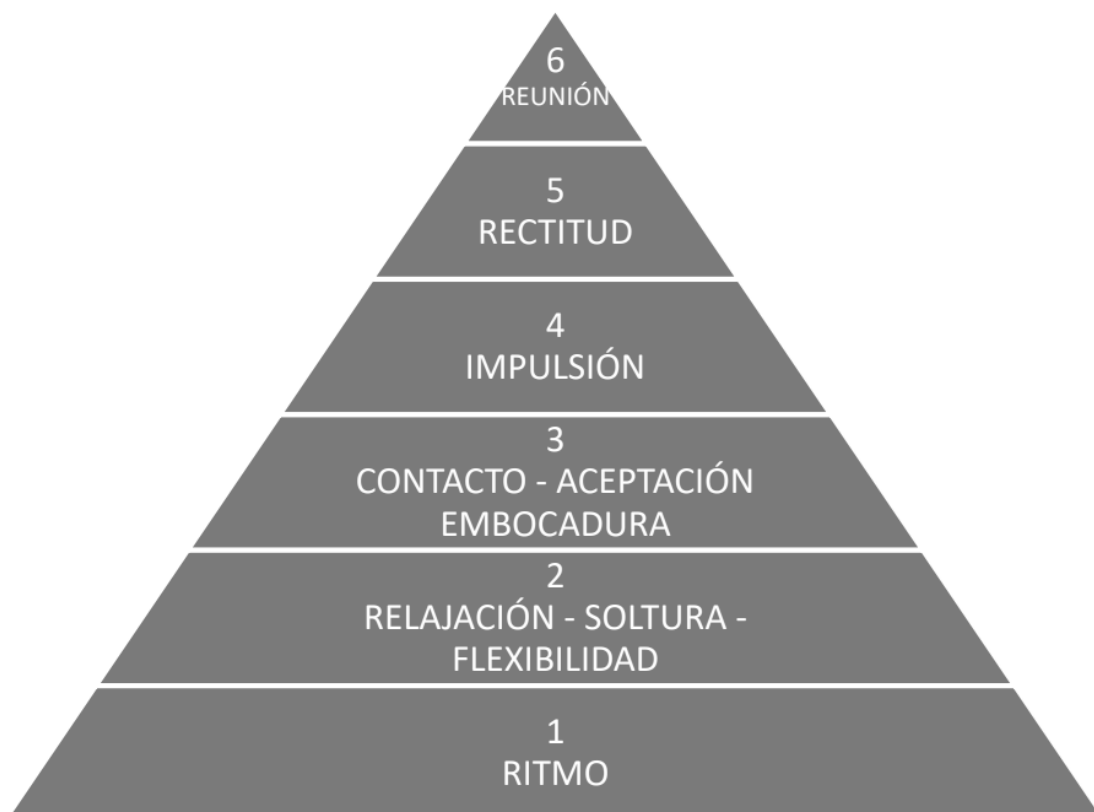 6
REUNIÓN
5
RECTITUD
4
IMPULSIÓN
3
CONTACTO - ACEPTACIÓN
EMBOCADURA
2
RELAJACIÓN - SOLTURA -
FLEXIBILIDAD
1
RITMO